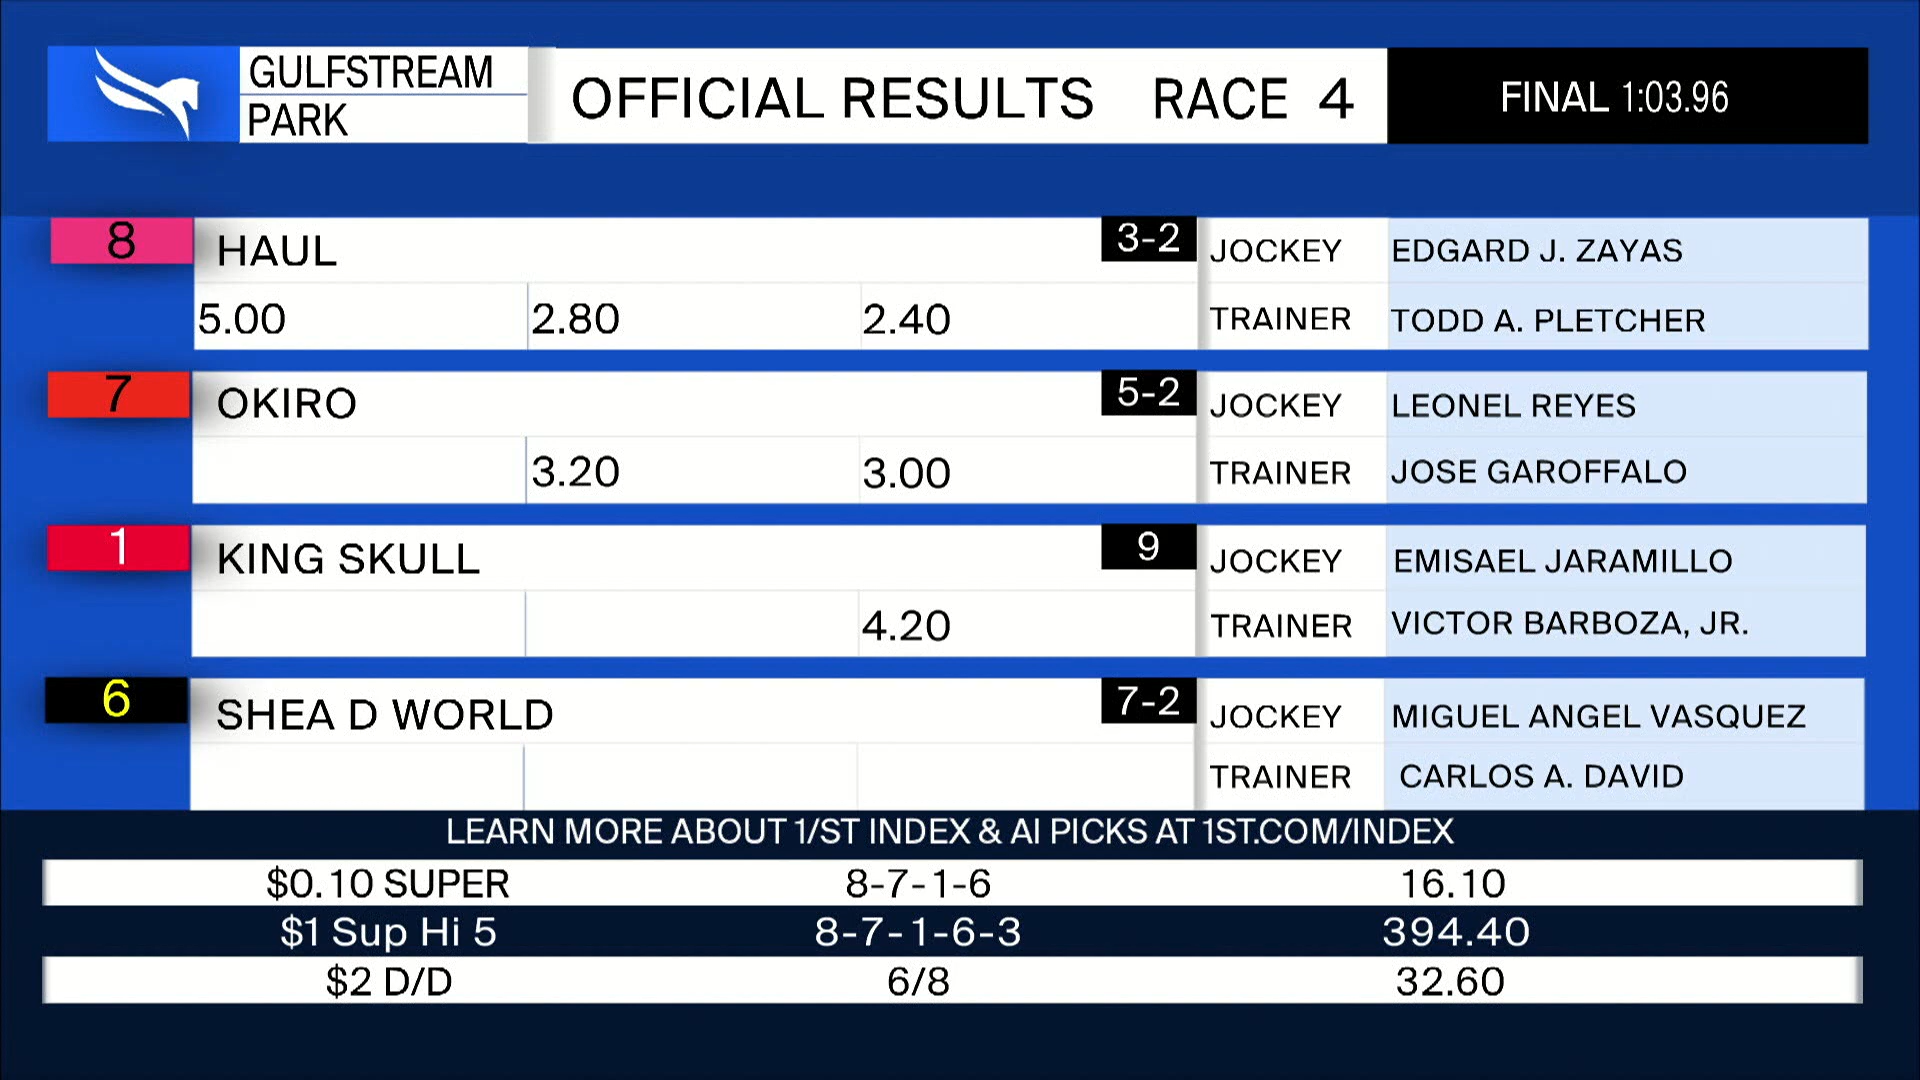 GULFSTREAM
PARK
OFFICIAL RESULTS RACE 4
FINAL 1:03.96
8 HAUL 3-2 JOCKEY EDGARD J. ZAYAS
5.00 2.80 2.40 TRAINER TODD A. PLETCHER
7 OKIRO 5-2 JOCKEY LEONEL REYES
3.20 3.00 TRAINER JOSE GAROFFALO
1 KING SKULL 9 JOCKEY EMISAEL JARAMILLO
4.20 TRAINER VICTOR BARBOZA, JR.
6 SHEA D WORLD 7-2 JOCKEY MIGUEL ANGEL VASQUEZ
TRAINER CARLOS A. DAVID
LEARN MORE ABOUT 1/ST INDEX & AI PICKS AT 1ST.COM/INDEX
$0.10 SUPER 8-7-1-6 16.10
$1 Sup Hi 5 8-7-1-6-3 394.40
$2 D/D 6/8 32.60